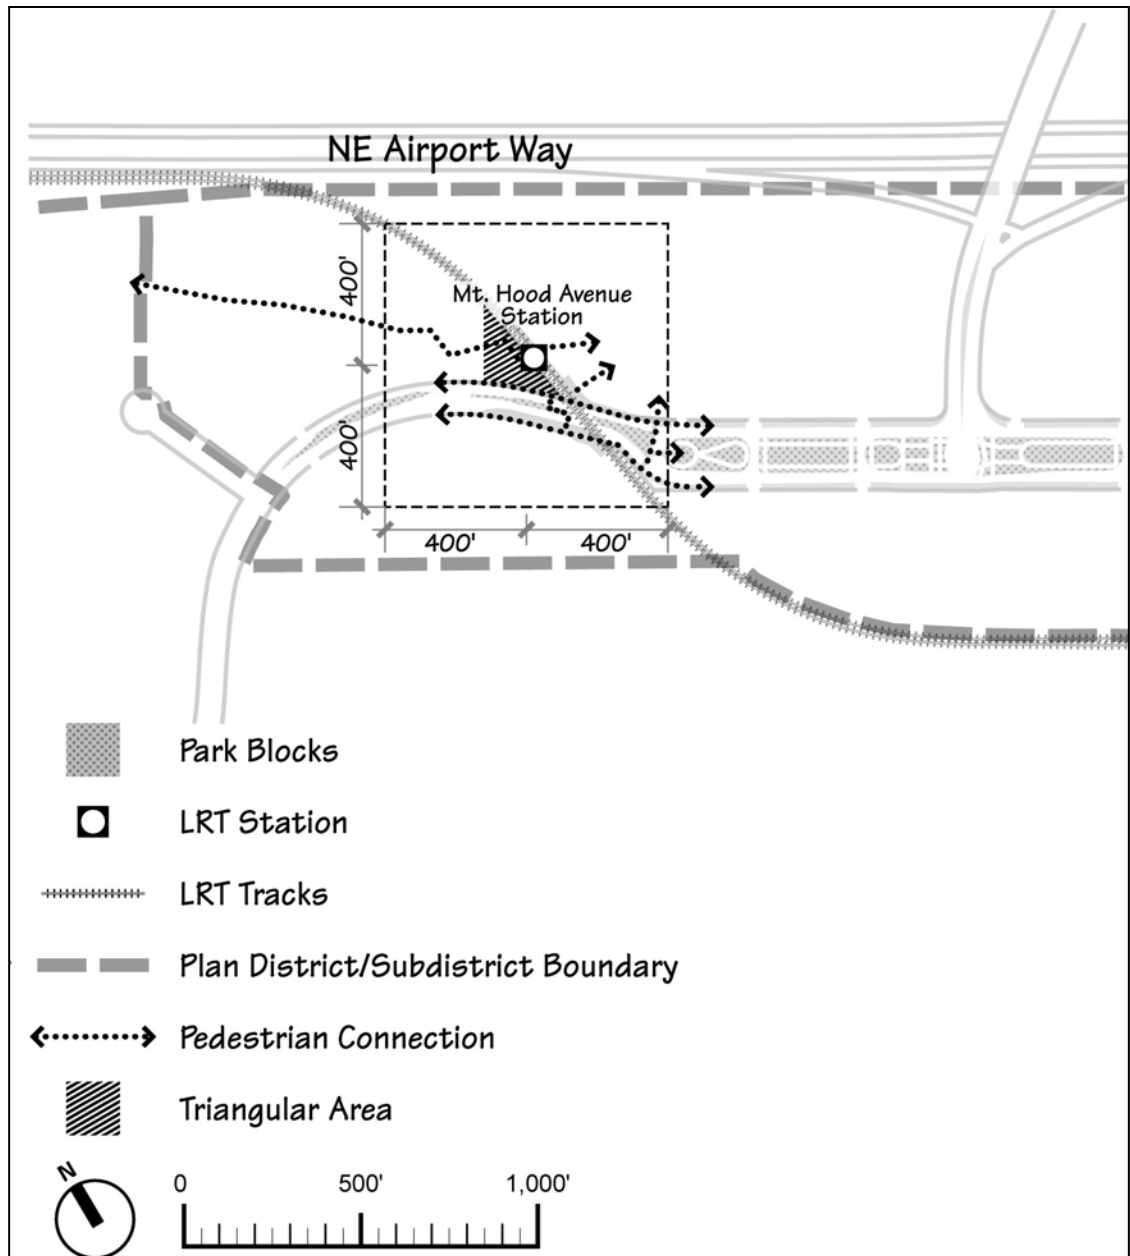 NE Airport Way
400'
Mt. Hood Avenue
Station
400'
400'
400'
Park Blocks
LRT Station
LRT Tracks
Plan District/Subdistrict Boundary
Pedestrian Connection
Triangular Area
N
0
500'
1,000'